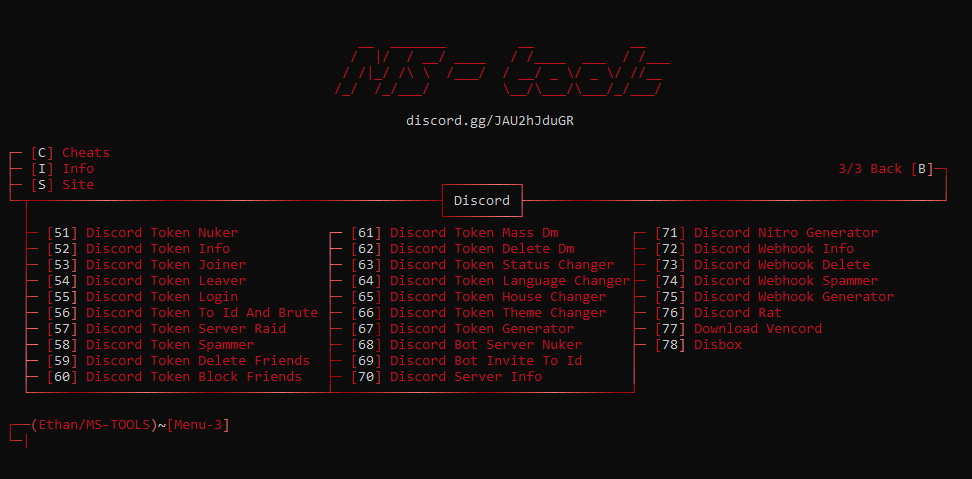 MS - tools
discord.gg/JAU2hJduGR
[C] Cheats
[I] Info
[S] Site
3/3 Back [B]
Discord
[51] Discord Token Nuker [61] Discord Token Mass Dm [71] Discord Nitro Generator
[52] Discord Token Info [62] Discord Token Delete Dm [72] Discord Webhook Info
[53] Discord Token Joiner [63] Discord Token Status Changer [73] Discord Webhook Delete
[54] Discord Token Leaver [64] Discord Token Language Changer [74] Discord Webhook Spammer
[55] Discord Token Login [65] Discord Token House Changer [75] Discord Webhook Generator
[56] Discord Token To Id And Brute [66] Discord Token Theme Changer [76] Discord Rat
[57] Discord Token Server Raid [67] Discord Token Generator [77] Download Vencord
[58] Discord Token Spammer [68] Discord Bot Server Nuker [78] Disbox
[59] Discord Token Delete Friends [69] Discord Bot Invite To Id
[60] Discord Token Block Friends [70] Discord Server Info
(Ethan/MS-TOOLS)~[Menu-3]